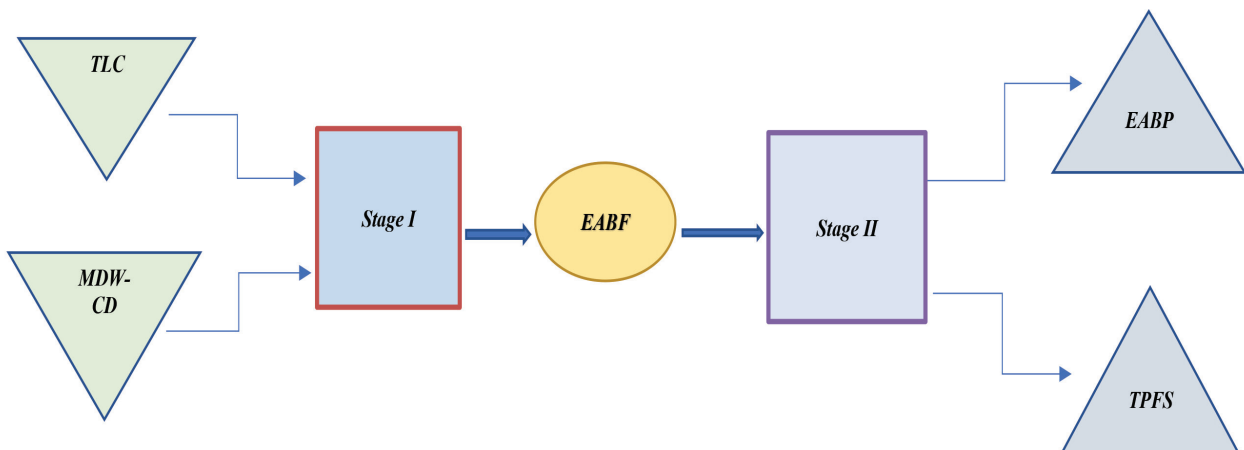 TLC
MDW-
CD
Stage I
EABF
Stage II
EABP
TPFS